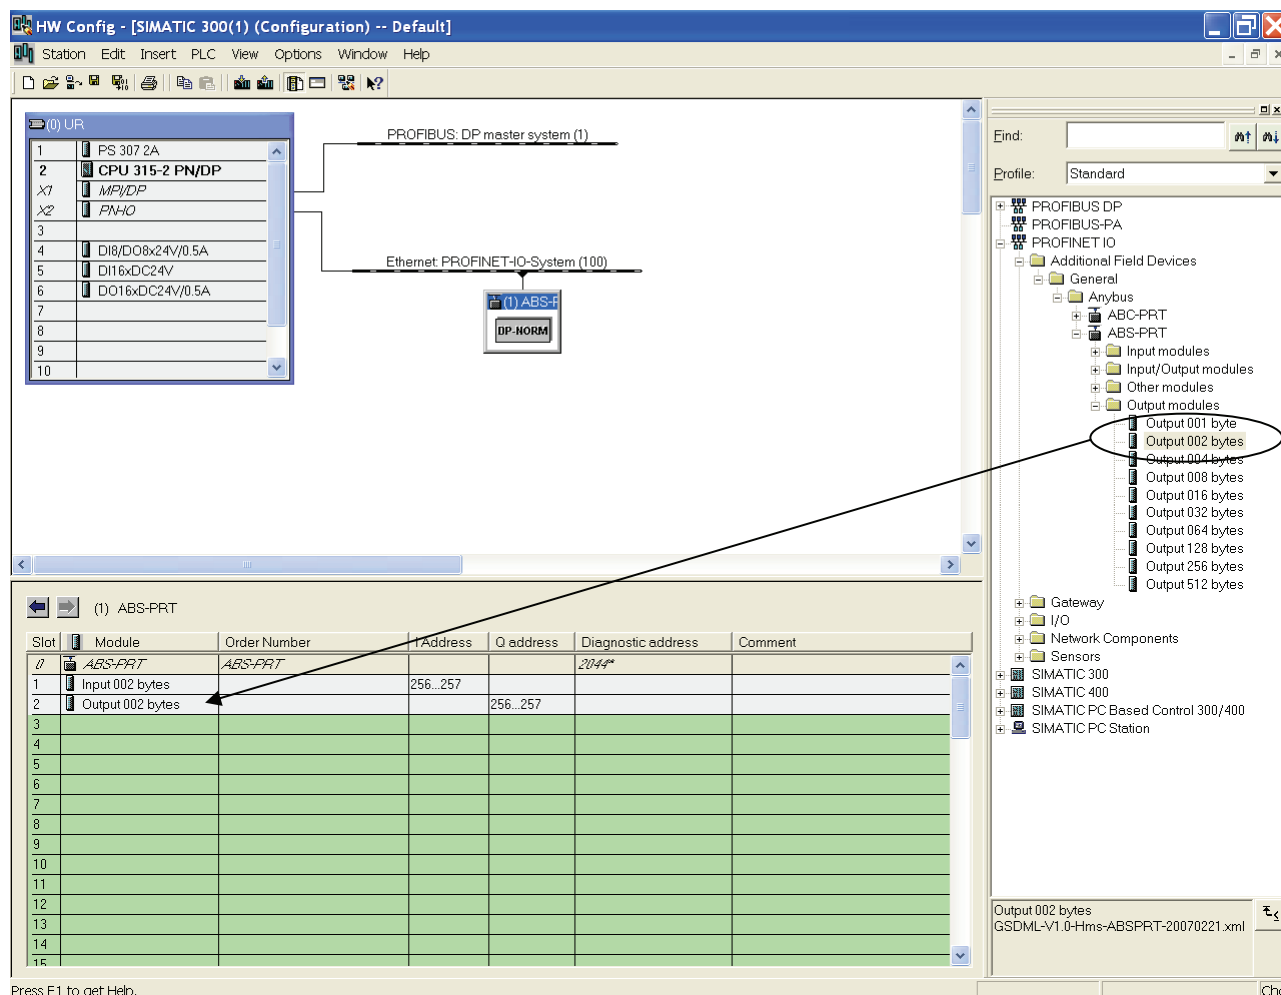 HW Config - [SIMATIC 300(1) (Configuration) -- Default]
Station Edit Insert PLC View Options Window Help
(0) UR
1 PS 307 2A
2 CPU 315-2 PN/DP
X1 MPI/DP
X2 PN-IO
3
4 DI8/DO8x24V/0.5A
5 DI16xDC24V
6 DO16xDC24V/0.5A
7
8
9
10
PROFIBUS: DP master system (1)
Ethernet: PROFINET-IO-System (100)
(1) ABS-P
DP-NORM
Find:
Profile: Standard
PROFIBUS DP
PROFIBUS-PA
PROFINET IO
Additional Field Devices
General
Anybus
ABC-PRT
ABS-PRT
Input modules
Input/Output modules
Other modules
Output modules
Output 001 byte
Output 002 bytes
Output 004 bytes
Output 008 bytes
Output 016 bytes
Output 032 bytes
Output 064 bytes
Output 128 bytes
Output 256 bytes
Output 512 bytes
Gateway
I/O
Network Components
Sensors
SIMATIC 300
SIMATIC 400
SIMATIC PC Based Control 300/400
SIMATIC PC Station
(1) ABS-PRT
Slot Module Order Number I Address Q address Diagnostic address Comment
0 ABS-PRT ABS-PRT 2044*
1 Input 002 bytes 256...257
2 Output 002 bytes 256...257
3
4
5
6
7
8
9
10
11
12
13
14
15
Output 002 bytes
GSDML-V1.0-Hms-ABSPRT-20070221.xml
Press F1 to get Help.
Chg